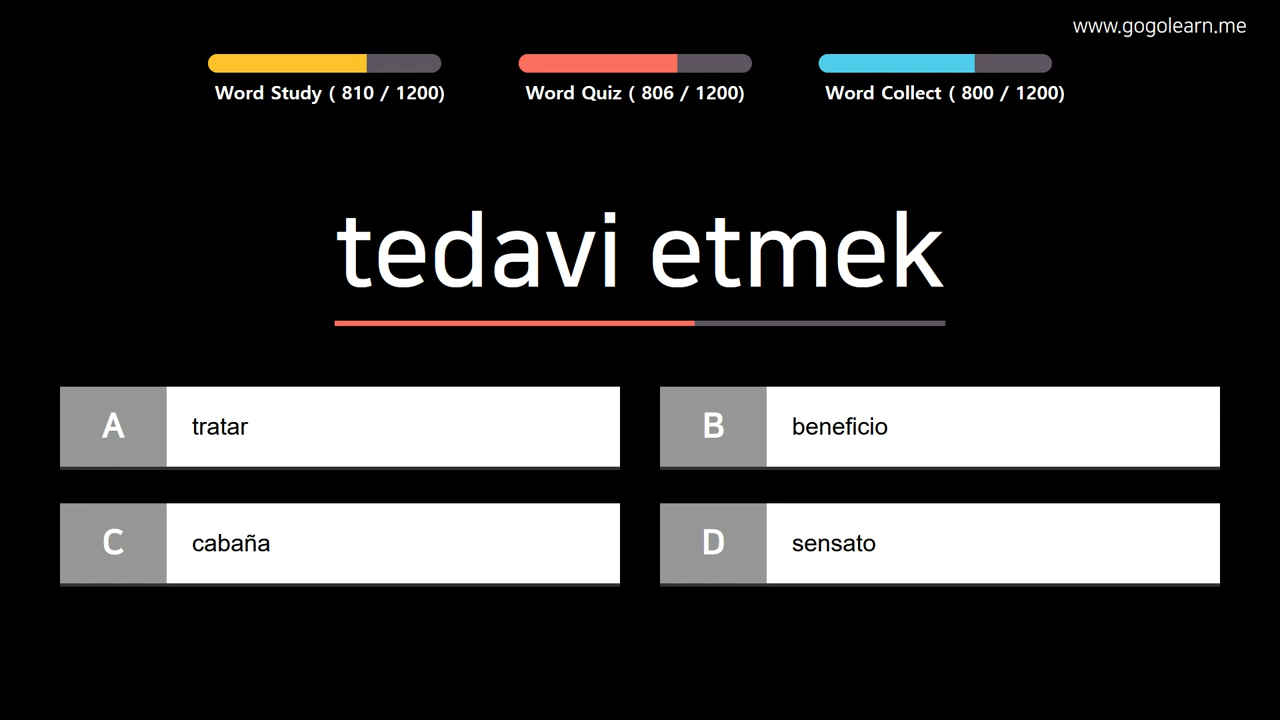 www.gogolearn.me
Word Study ( 810 / 1200)
Word Quiz ( 806 / 1200)
Word Collect ( 800 / 1200)
tedavi etmek
A tratar
B beneficio
C cabaña
D sensato